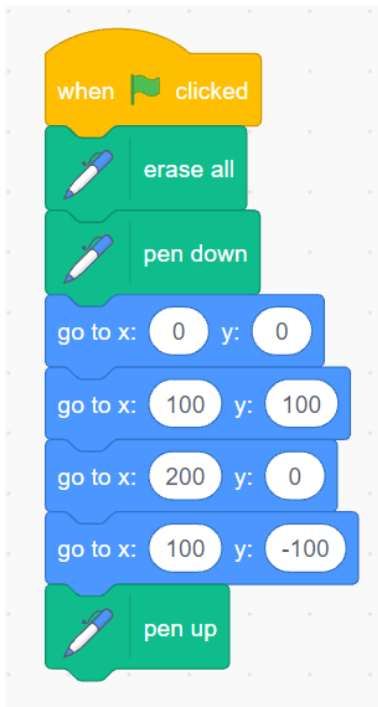 when clicked
erase all
pen down
go to x: 0 y: 0
go to x: 100 y: 100
go to x: 200 y: 0
go to x: 100 y: -100
pen up